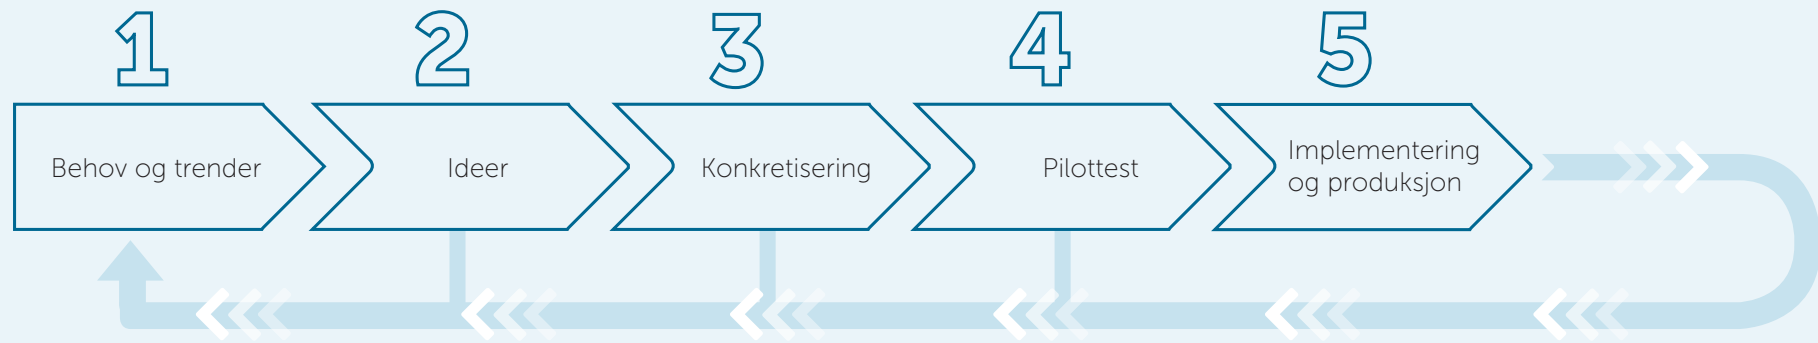 1
2
3
4
5
Behov og trender
Ideer
Konkretisering
Pilottest
Implementering
og produksjon